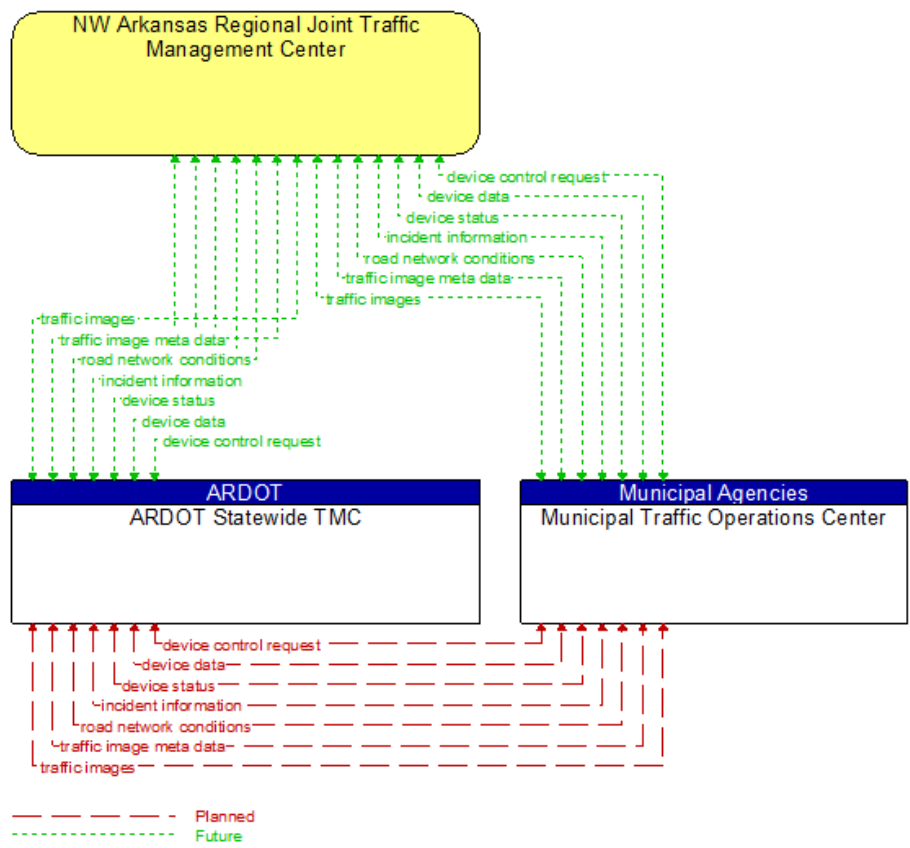 NW Arkansas Regional Joint Traffic
Management Center
device control request
device data
device status
incident information
road network conditions
traffic image meta data
traffic images
traffic images
traffic image meta data
road network conditions
incident information
device status
device data
device control request
ARDOT
ARDOT Statewide TMC
Municipal Agencies
Municipal Traffic Operations Center
device control request
device data
device status
incident information
road network conditions
traffic image meta data
traffic images
Planned
Future